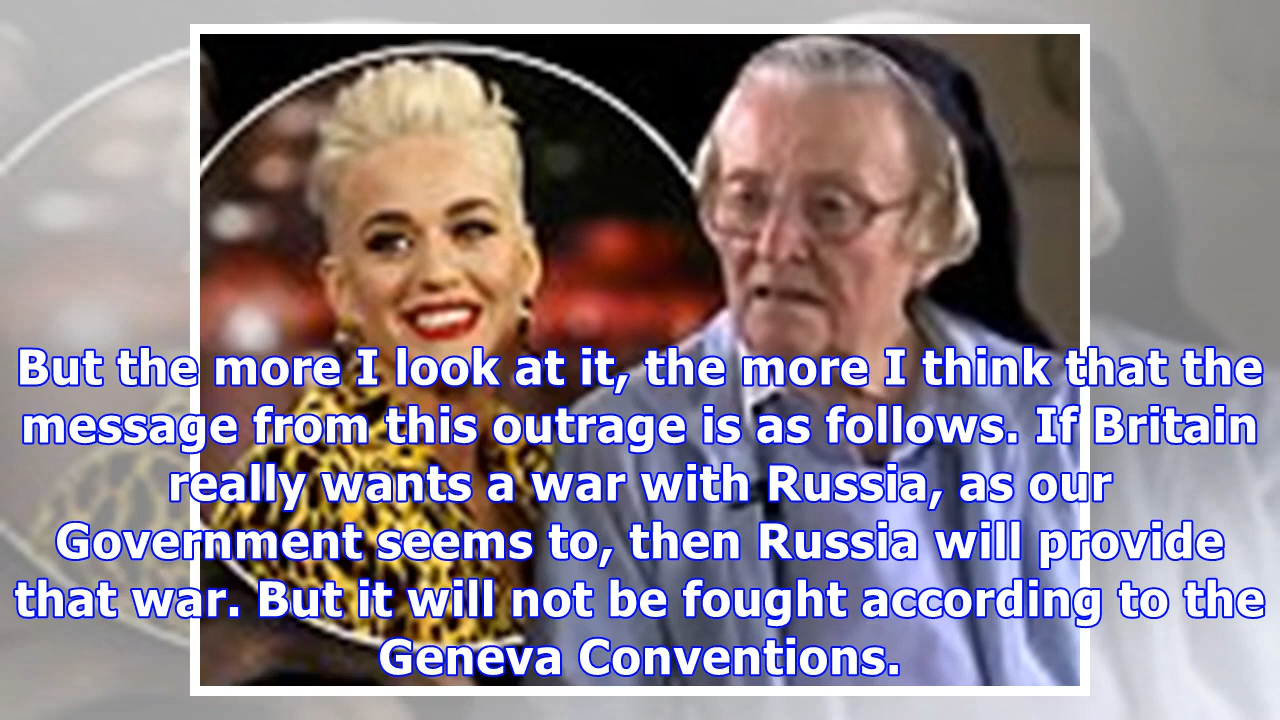 But the more I look at it, the more I think that the
message from this outrage is as follows. If Britain
really wants a war with Russia, as our
Government seems to, then Russia will provide
that war. But it will not be fought according to the
Geneva Conventions.